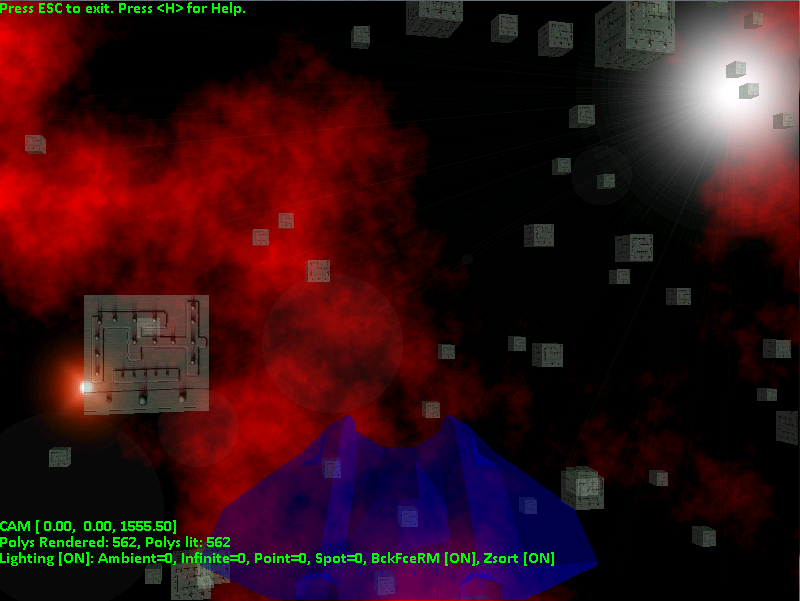 Press ESC to exit. Press <H> for Help.
CAM [ 0.00,  0.00, 1555.50]
Polys Rendered: 562, Polys lit: 562
Lighting [ON]: Ambient=0, Infinite=0, Point=0, Spot=0, BckFceRM [ON], Zsort [ON]